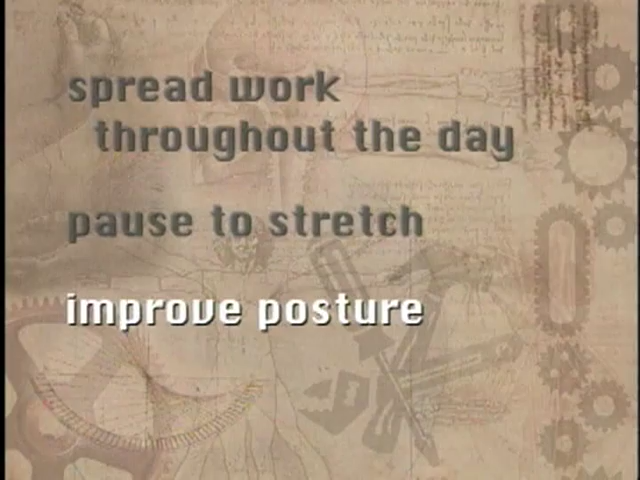 spread work
throughout the day
pause to stretch
improve posture